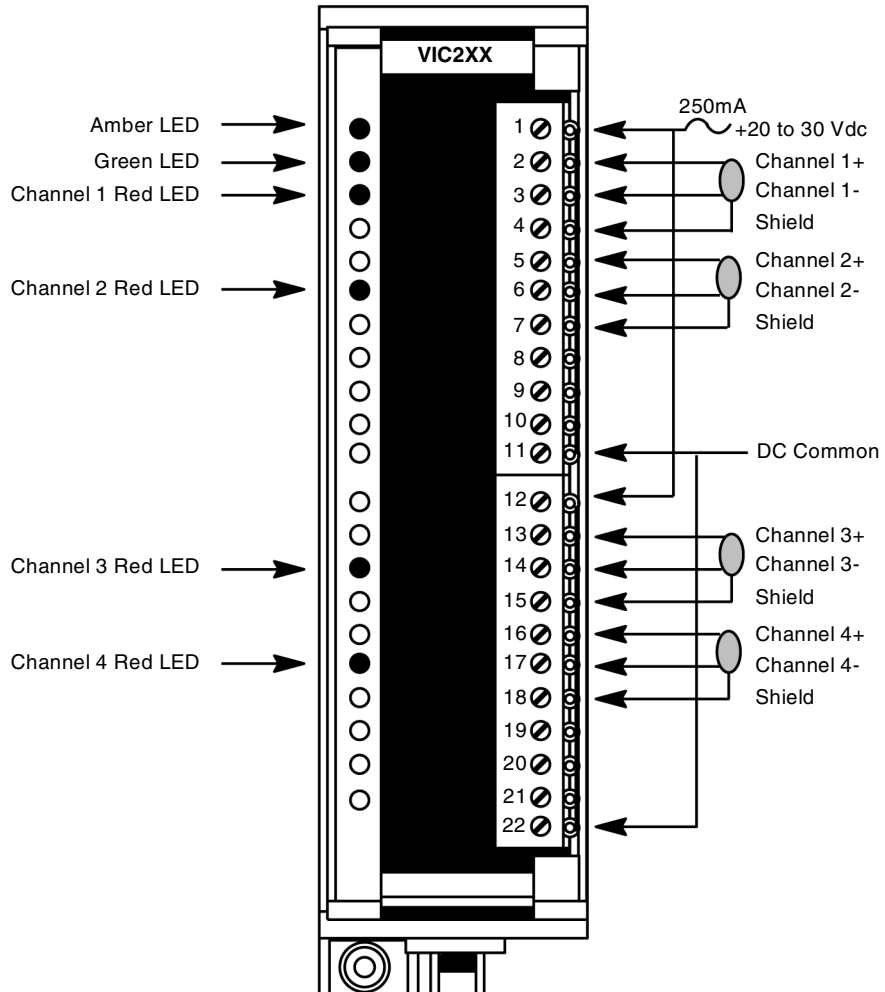 VIC2XX
250mA
Amber LED 1 +20 to 30 Vdc
Green LED 2 Channel 1+
Channel 1 Red LED 3 Channel 1-
4 Shield
5 Channel 2+
Channel 2 Red LED 6 Channel 2-
7 Shield
8
9
10
11 DC Common
12
13 Channel 3+
Channel 3 Red LED 14 Channel 3-
15 Shield
16 Channel 4+
Channel 4 Red LED 17 Channel 4-
18 Shield
19
20
21
22